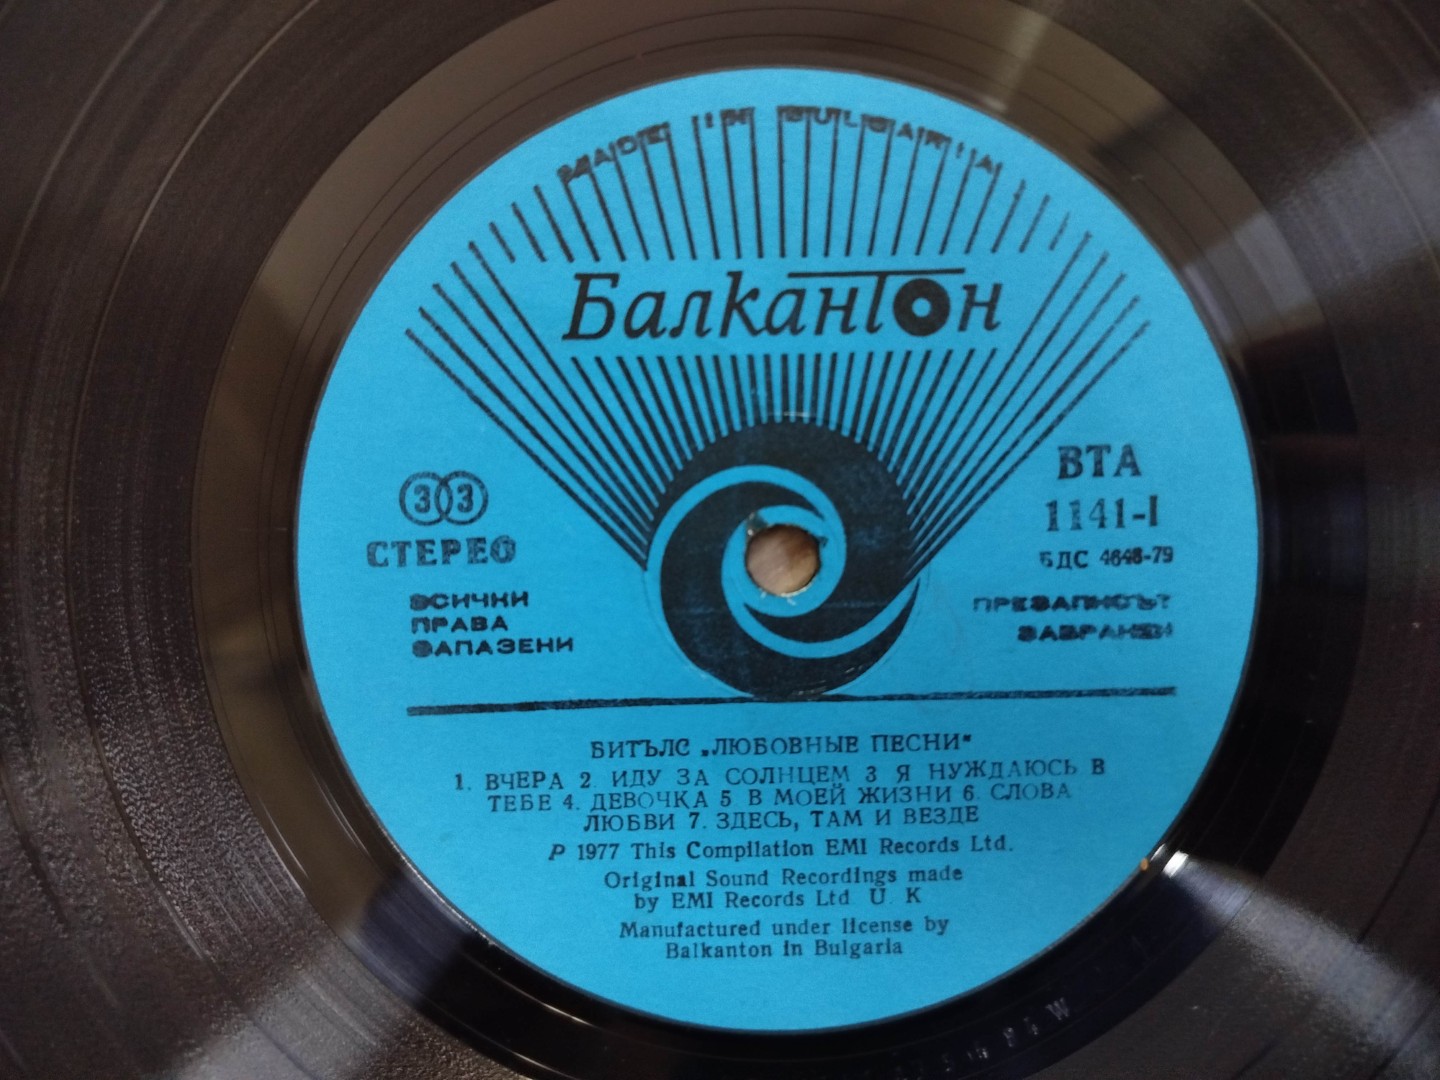 MADE IN BULGARIA
Балкантон
33
СТЕРЕО
ВСИЧКИ
ПРАВА
ЗАПАЗЕНИ
ВТА
1141-I
БДС 4648-79
ПРЕЗАПИСЪТ
ЗАБРАНЕН
БИТЪЛС „ЛЮБОВНЫЕ ПЕСНИ"
1. ВЧЕРА 2. ИДУ ЗА СОЛНЦЕМ 3 Я НУЖДАЮСЬ В
ТЕБЕ 4. ДЕВОЧКА 5 В МОЕЙ ЖИЗНИ 6. СЛОВА
ЛЮБВИ 7. ЗДЕСЬ, ТАМ И ВЕЗДЕ
P 1977 This Compilation EMI Records Ltd.
Original Sound Recordings made
by EMI Records Ltd U. K
Manufactured under license by
Balkanton in Bulgaria